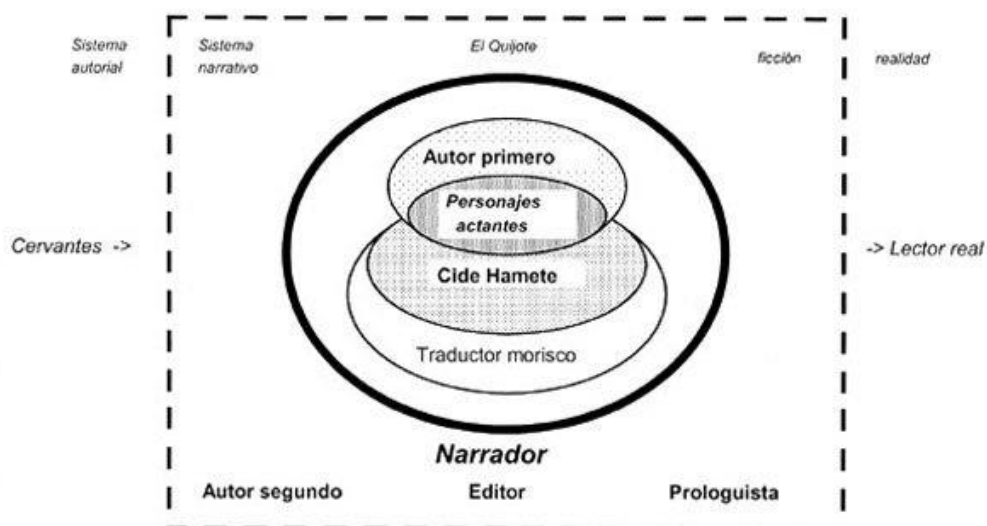 Sistema autorial
Sistema narrativo
El Quijote
ficción
realidad
Autor primero
Personajes
actantes
Cervantes ->
-> Lector real
Cide Hamete
Traductor morisco
Narrador
Autor segundo
Editor
Prologuista